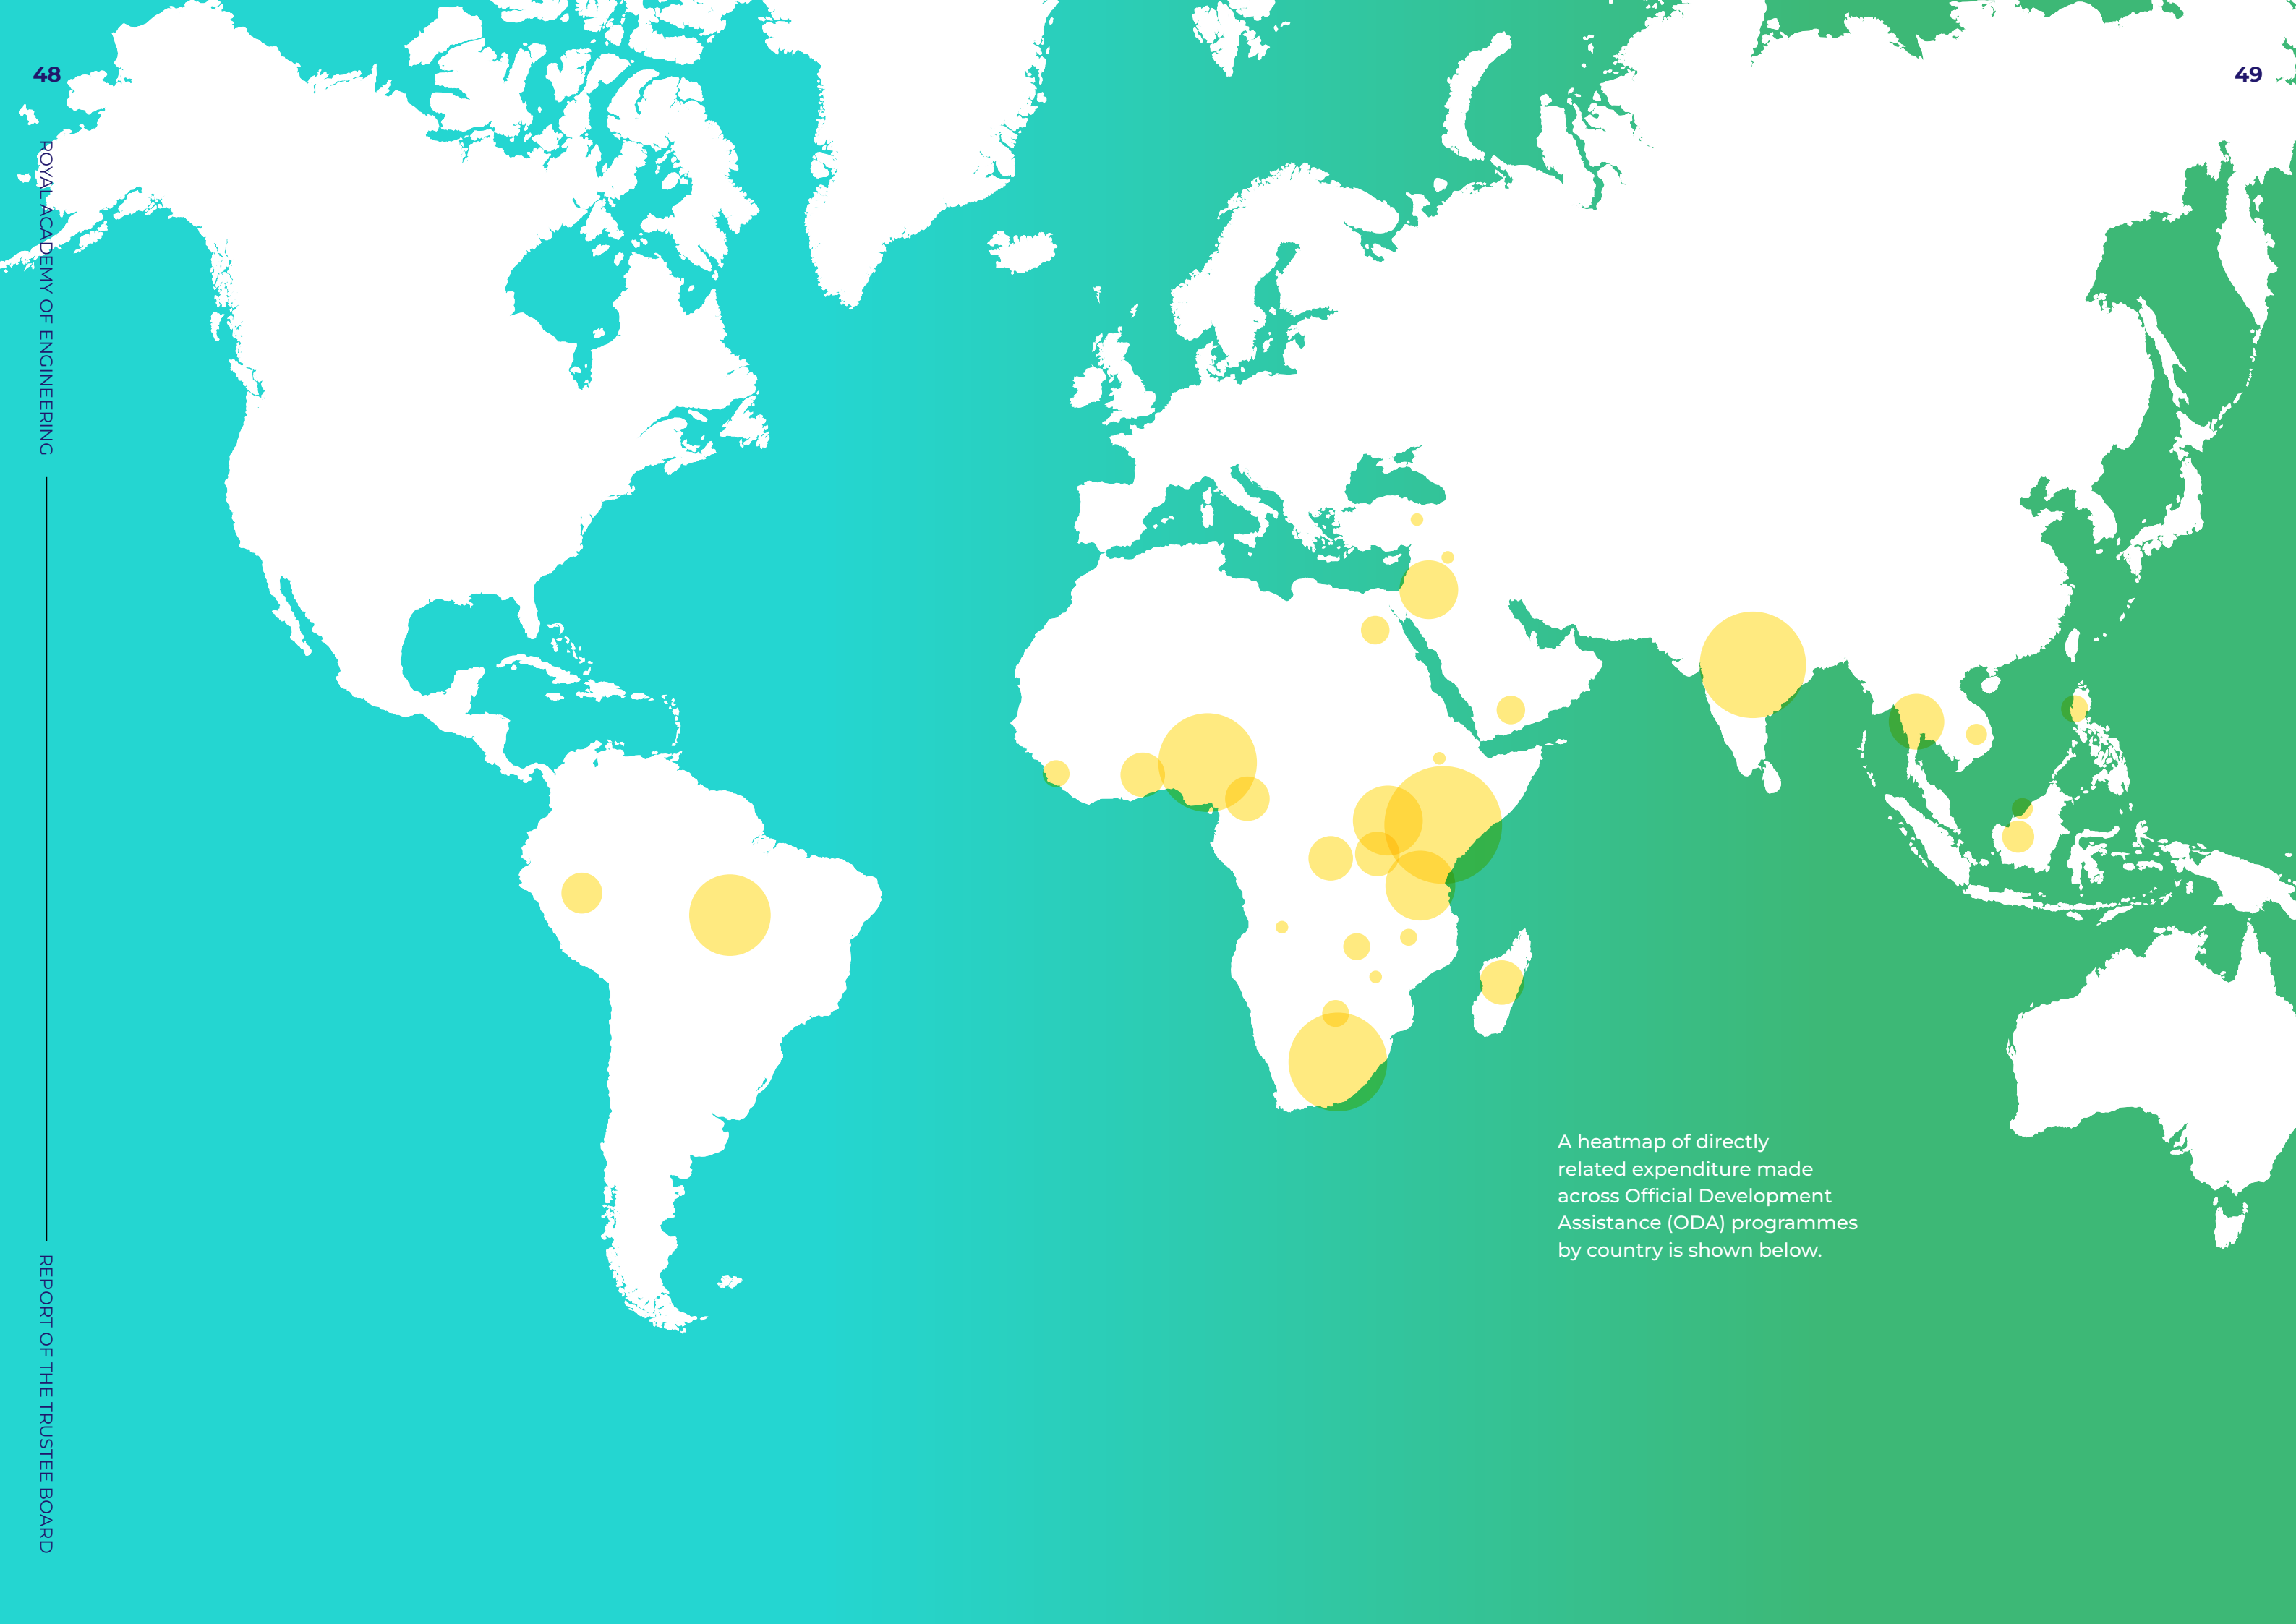 48
ROYAL ACADEMY OF ENGINEERING
REPORT OF THE TRUSTEE BOARD
49
A heatmap of directly
related expenditure made
across Official Development
Assistance (ODA) programmes
by country is shown below.